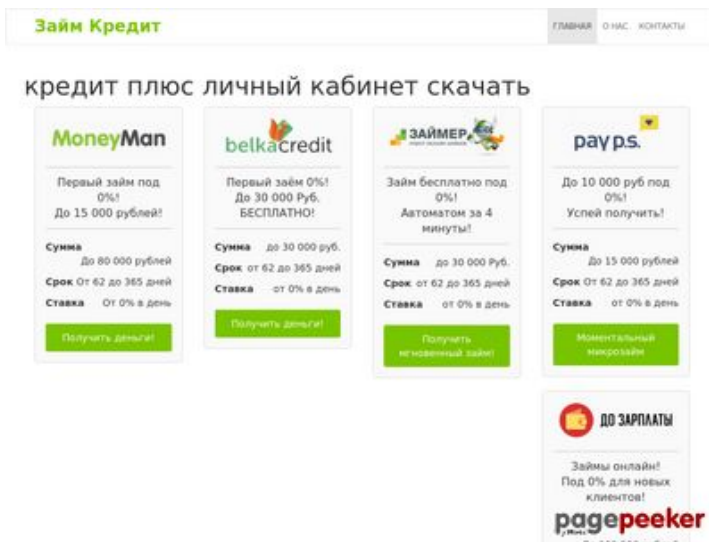 Займ Кредит
ГЛАВНАЯ О НАС КОНТАКТЫ
кредит плюс личный кабинет скачать
MoneyMan
Первый займ под
0%!
До 15 000 рублей!
Сумма
До 80 000 рублей
Срок От 62 до 365 дней
Ставка От 0% в день
Получить деньги!
belkacredit
Первый заём 0%!
До 30 000 Руб.
БЕСПЛАТНО!
Сумма до 30 000 руб.
Срок от 62 до 365 дней
Ставка от 0% в день
Получить деньги!
ЗАЙМЕР
Займ бесплатно под
0%!
Автоматом за 4
минуты!
Сумма до 30 000 Руб.
Срок от 62 до 365 дней
Ставка от 0% в день
Получить
мгновенный займ!
pay p.s.
До 10 000 руб под
0%!
Успей получить!
Сумма
До 15 000 рублей
Срок От 62 до 365 дней
Ставка от 0% в день
Моментальный
микрозайм
ДО ЗАРПЛАТЫ
Займы онлайн!
Под 0% для новых
клиентов!
pagepeeker